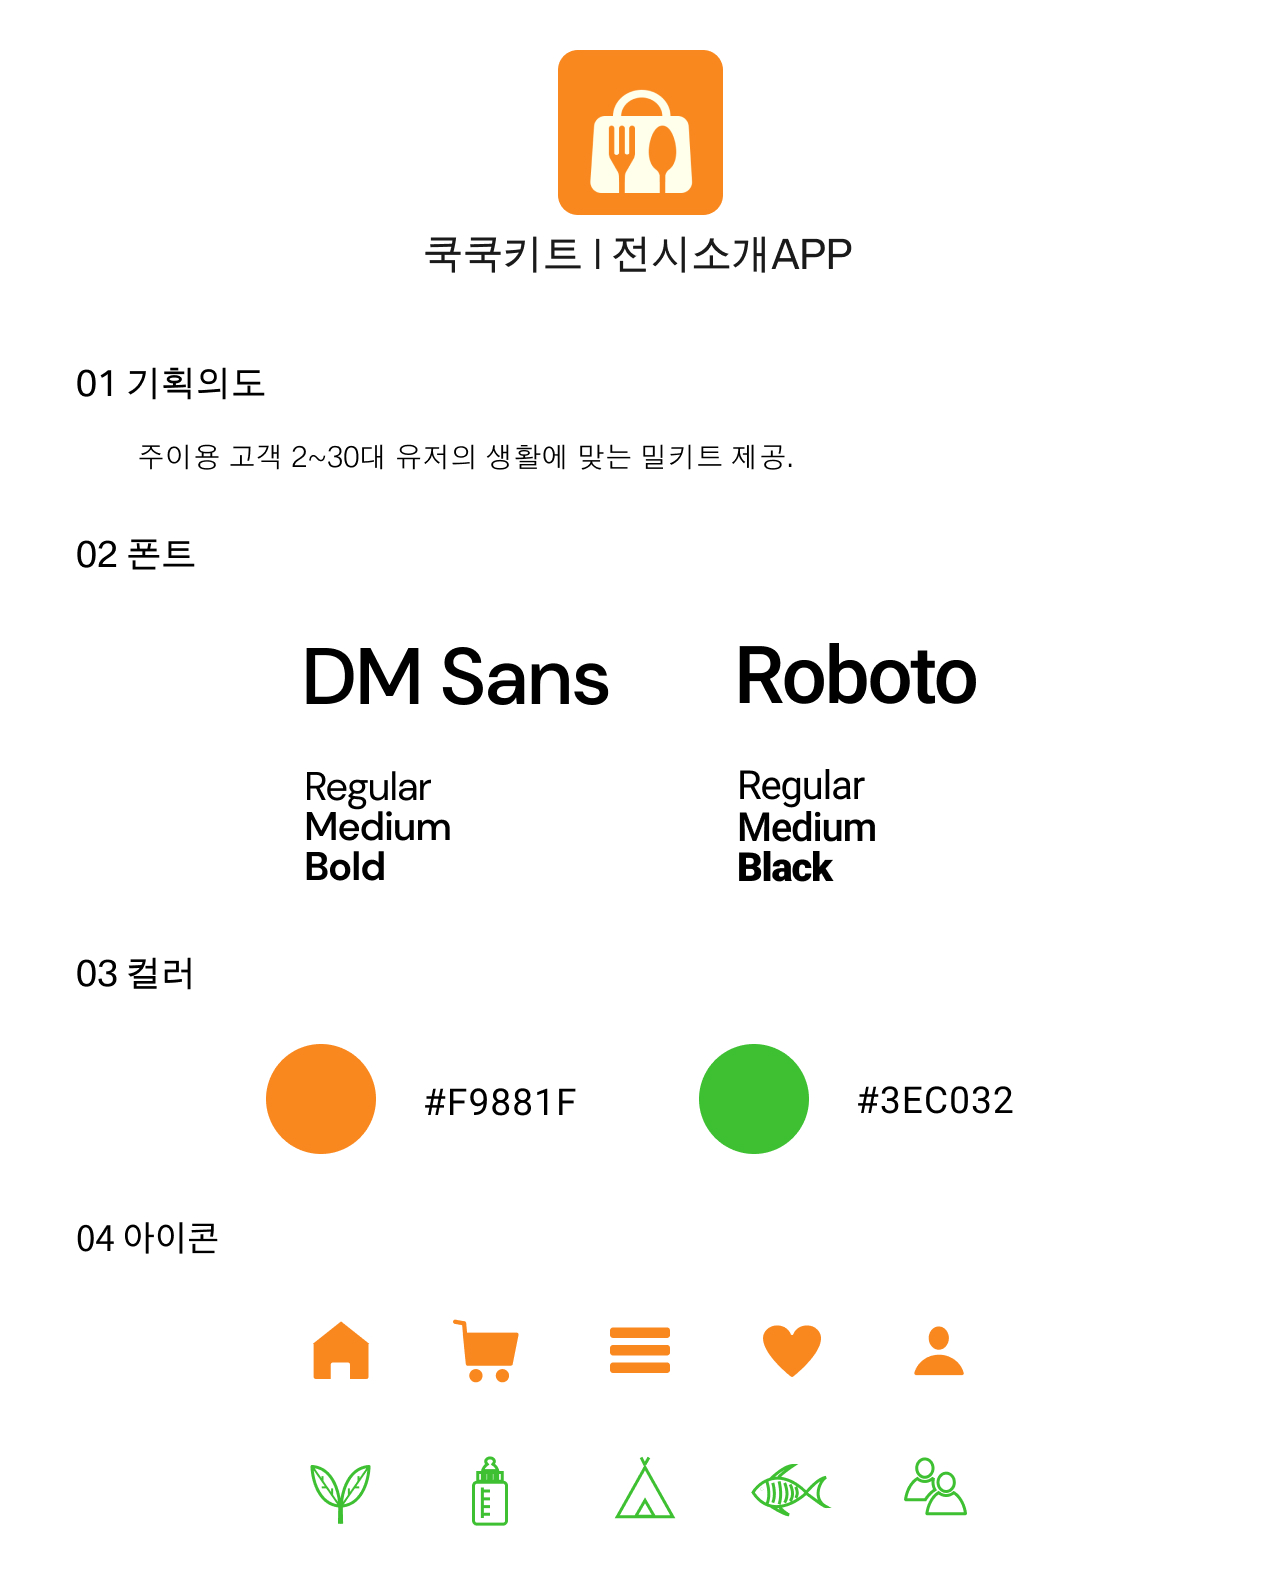 쿡쿡키트 | 전시소개APP
01 기획의도
주이용 고객 2~30대 유저의 생활에 맞는 밀키트 제공.
02 폰트
DM Sans
Regular
Medium
Bold
Roboto
Regular
Medium
Black
03 컬러
#F9881F
#3EC032
04 아이콘